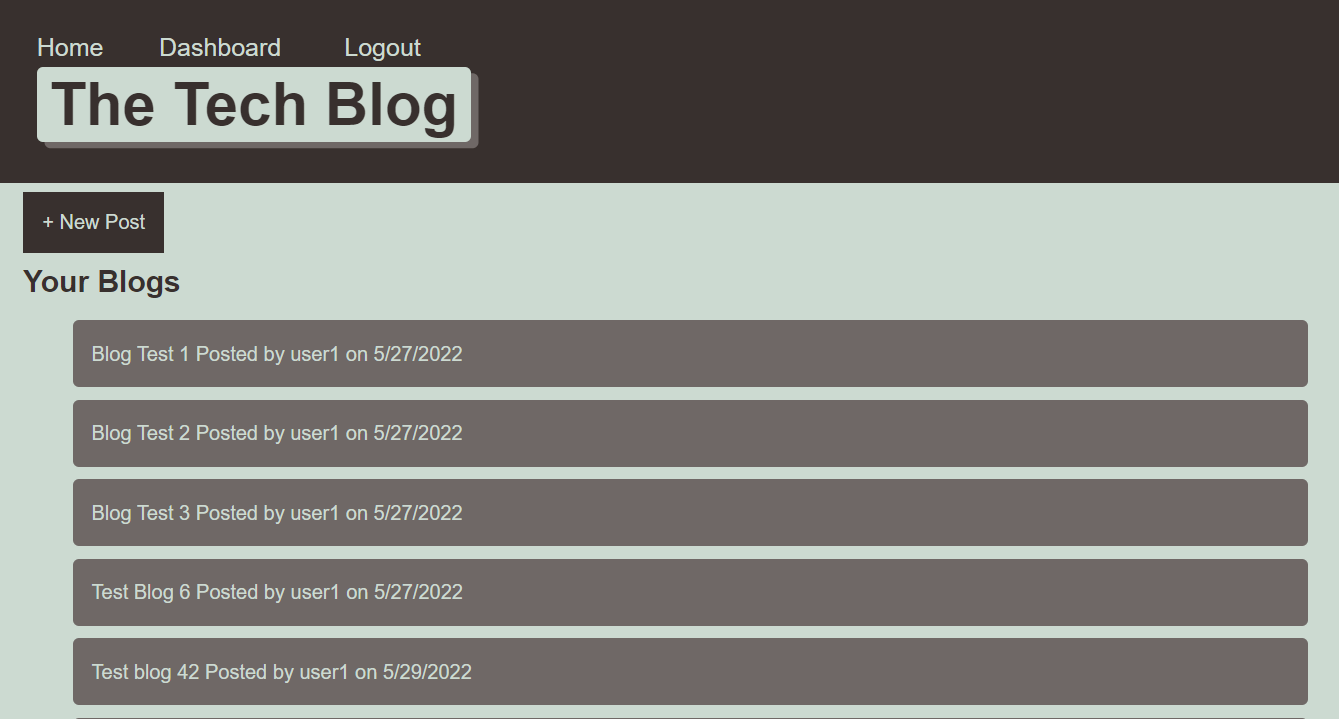 Home Dashboard Logout
The Tech Blog
+ New Post
Your Blogs
Blog Test 1 Posted by user1 on 5/27/2022
Blog Test 2 Posted by user1 on 5/27/2022
Blog Test 3 Posted by user1 on 5/27/2022
Test Blog 6 Posted by user1 on 5/27/2022
Test blog 42 Posted by user1 on 5/29/2022